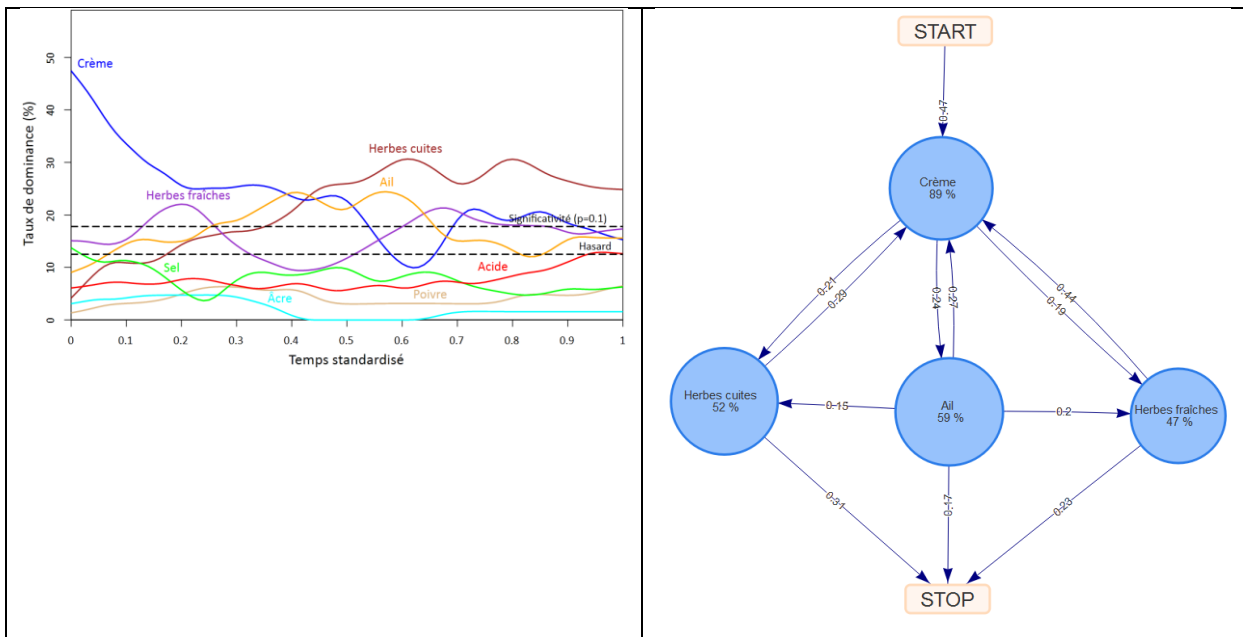 Taux de dominance (%)
50
40
30
20
10
0
Crème
Herbes cuites
Ail
Herbes fraîches
Significativité (p=0.1)
Hasard
Sel
Acide
Âcre
Poivre
0 0.1 0.2 0.3 0.4 0.5 0.6 0.7 0.8 0.9 1
Temps standardisé
START
0.47
Crème
89 %
0.21
0.29
0.24
0.27
0.44
0.19
Herbes cuites
52 %
0.15
Ail
59 %
0.2
Herbes fraîches
47 %
0.31
0.17
0.23
STOP